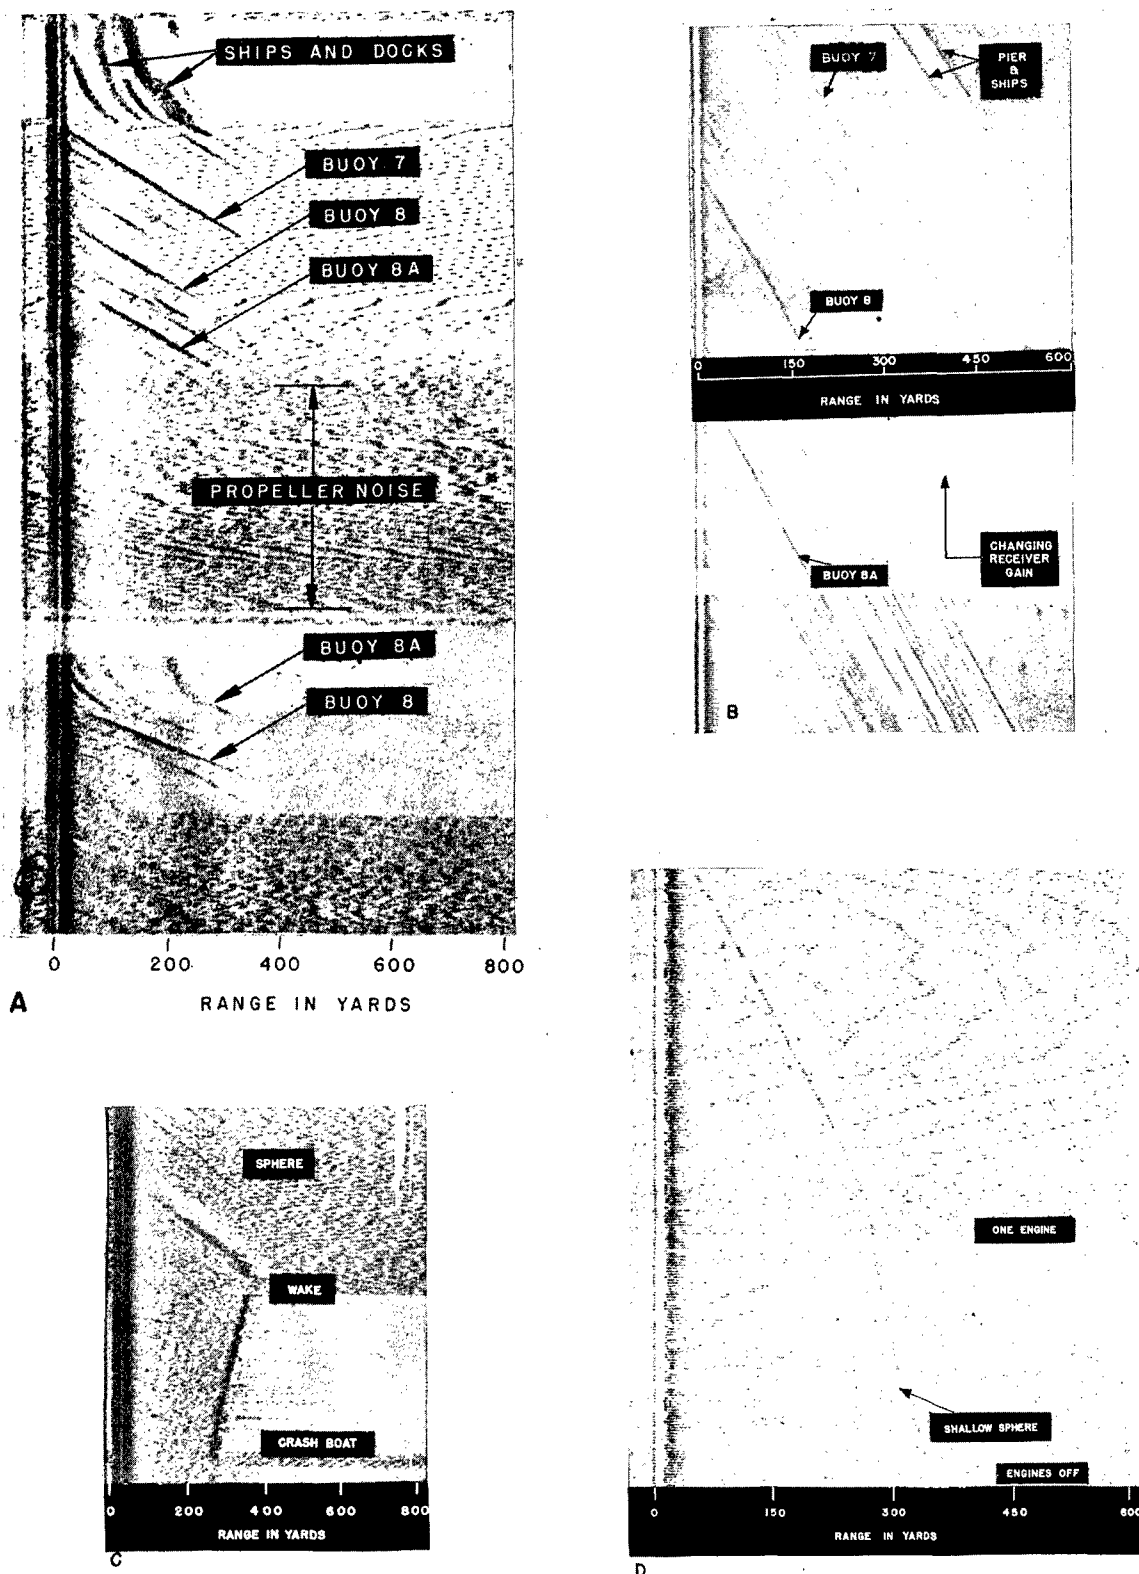 SHIPS AND DOCKS
BUOY 7
BUOY 8
BUOY 8A
PROPELLER NOISE
BUOY 8A
BUOY 8
0 200 400 600 800
A RANGE IN YARDS
BUOY 7
PIER
&
SHIPS
BUOY 8
0 150 300 450 600
RANGE IN YARDS
CHANGING
RECEIVER
GAIN
BUOY 8A
B
SPHERE
WAKE
CRASH BOAT
0 200 400 600 800
RANGE IN YARDS
C
ONE ENGINE
SHALLOW SPHERE
ENGINES OFF
0 150 300 450 600
RANGE IN YARDS
D